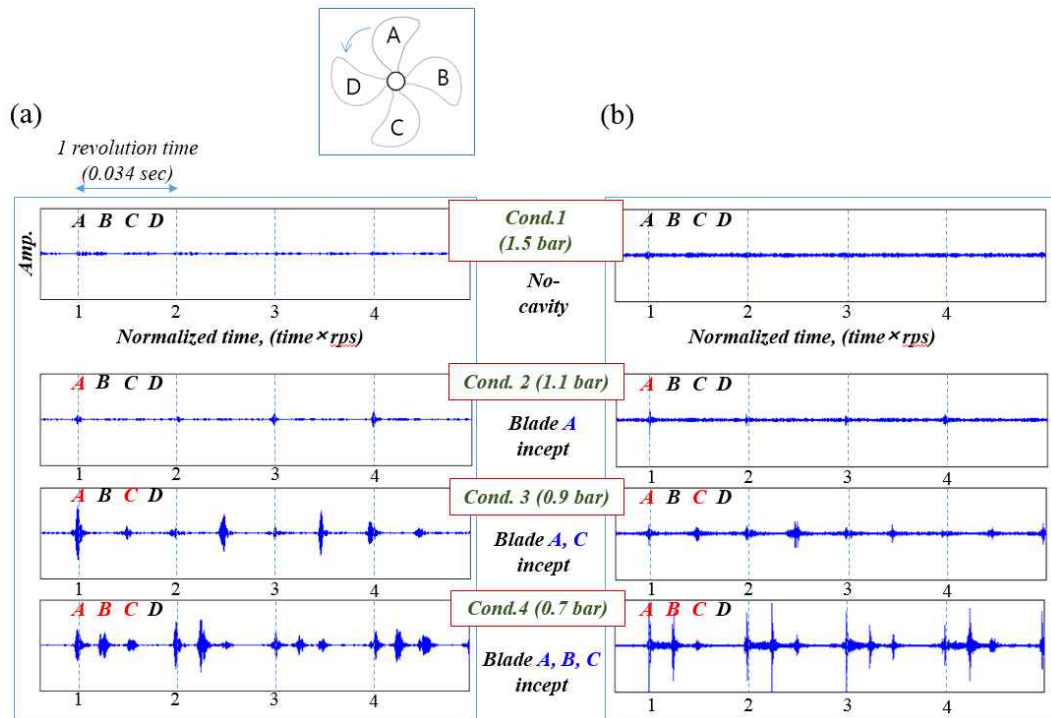 A
D
B
C
(a)
(b)
1 revolution time
(0.034 sec)
Amp.
A B C D
1 2 3 4
Normalized time, (time×rps)
Cond.1
(1.5 bar)
No-
cavity
A B C D
1 2 3 4
Normalized time, (time×rps)
A B C D
1 2 3 4
Cond. 2 (1.1 bar)
Blade A
incept
A B C D
1 2 3 4
A B C D
1 2 3 4
Cond. 3 (0.9 bar)
Blade A, C
incept
A B C D
1 2 3 4
A B C D
1 2 3 4
Cond.4 (0.7 bar)
Blade A, B, C
incept
A B C D
1 2 3 4